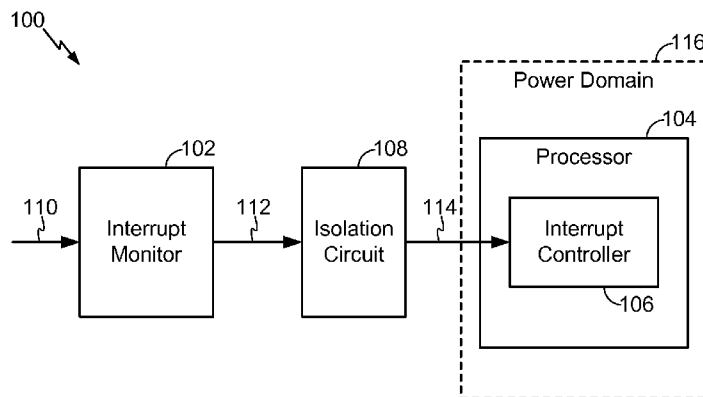 100
116
Power Domain
102
108
104
Processor
110
Interrupt
Monitor
112
Isolation
Circuit
114
Interrupt
Controller
106